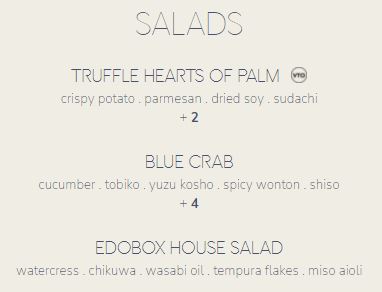 SALADS
TRUFFLE HEARTS OF PALM VTO
crispy potato . parmesan . dried soy . sudachi
+ 2
BLUE CRAB
cucumber . tobiko . yuzu kosho . spicy wonton . shiso
+ 4
EDOBOX HOUSE SALAD
watercress . chikuwa . wasabi oil . tempura flakes . miso aioli